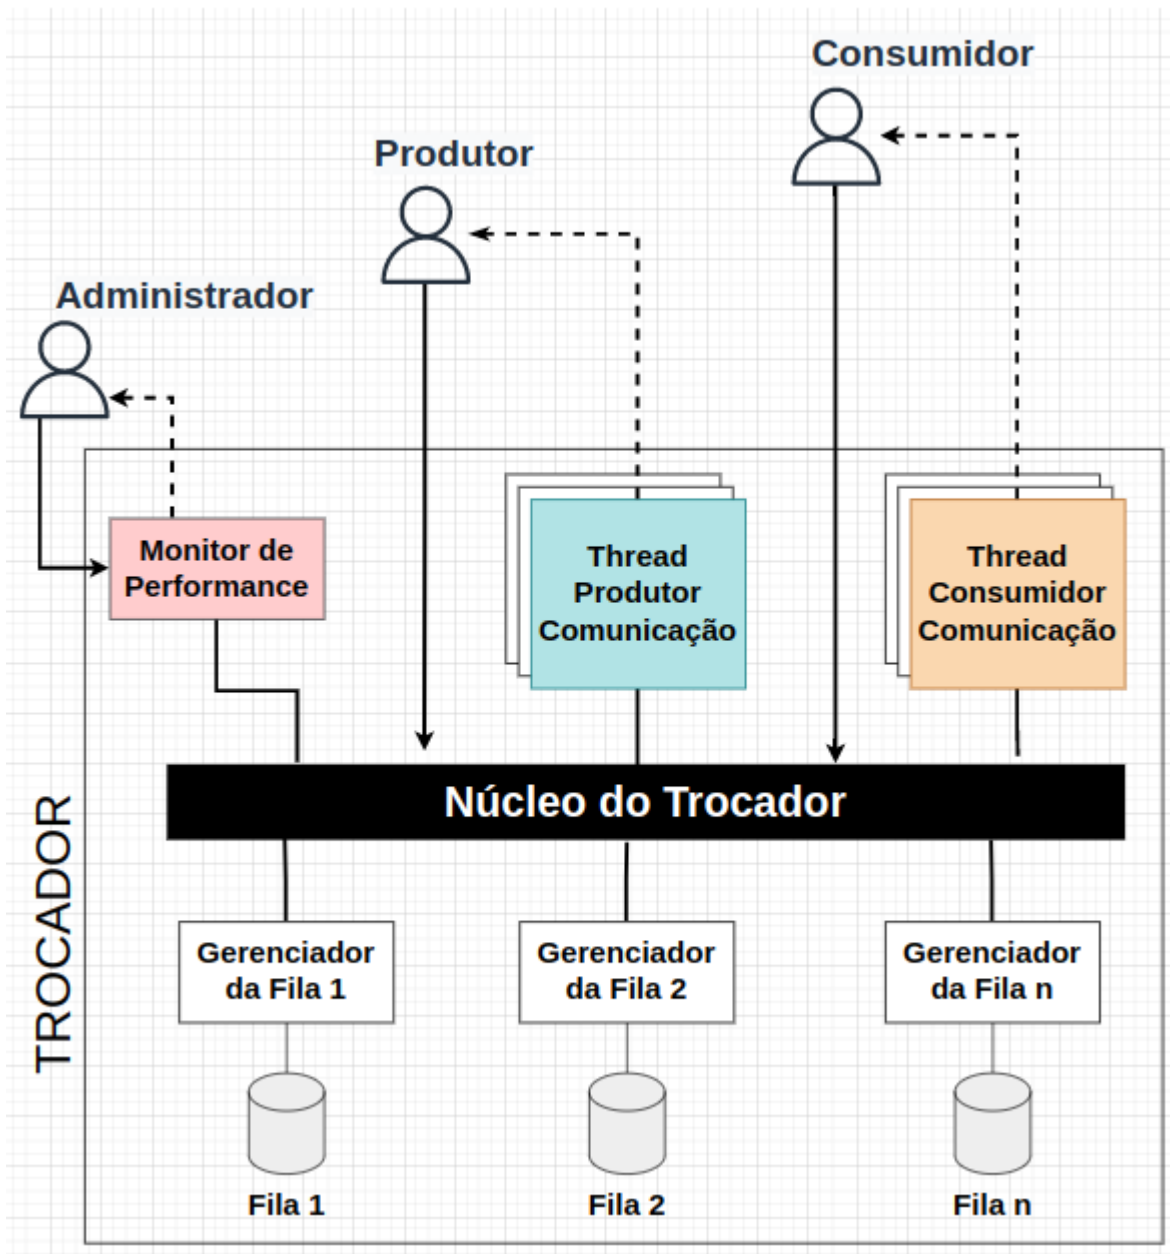 Consumidor
Produtor
Administrador
Monitor de
Performance
Thread
Produtor
Comunicação
Thread
Consumidor
Comunicação
Núcleo do Trocador
TROCADOR
Gerenciador
da Fila 1
Gerenciador
da Fila 2
Gerenciador
da Fila n
Fila 1
Fila 2
Fila n